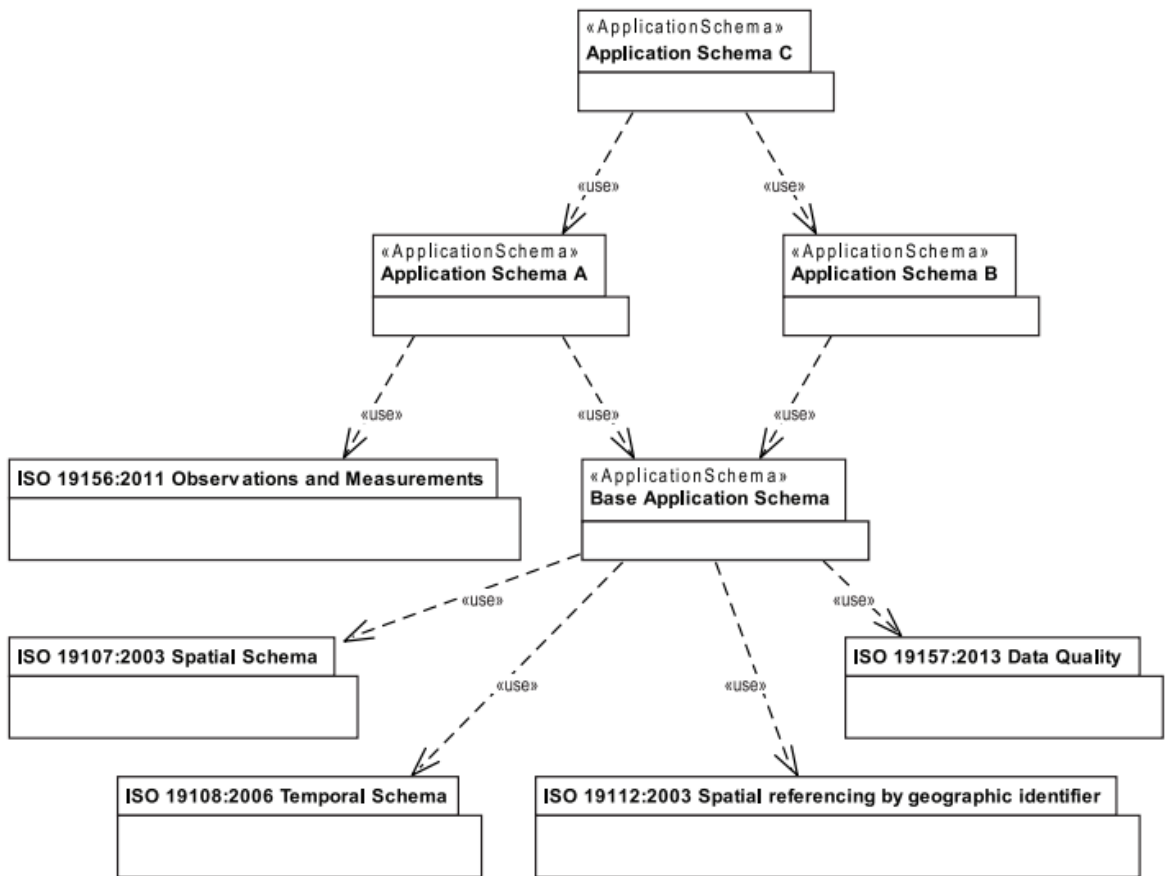 «ApplicationSchema»
Application Schema C
«use»
«use»
«ApplicationSchema»
Application Schema A
«ApplicationSchema»
Application Schema B
«use»
«use»
«use»
ISO 19156:2011 Observations and Measurements
«ApplicationSchema»
Base Application Schema
«use»
«use»
ISO 19107:2003 Spatial Schema
ISO 19157:2013 Data Quality
«use»
«use»
ISO 19108:2006 Temporal Schema
ISO 19112:2003 Spatial referencing by geographic identifier